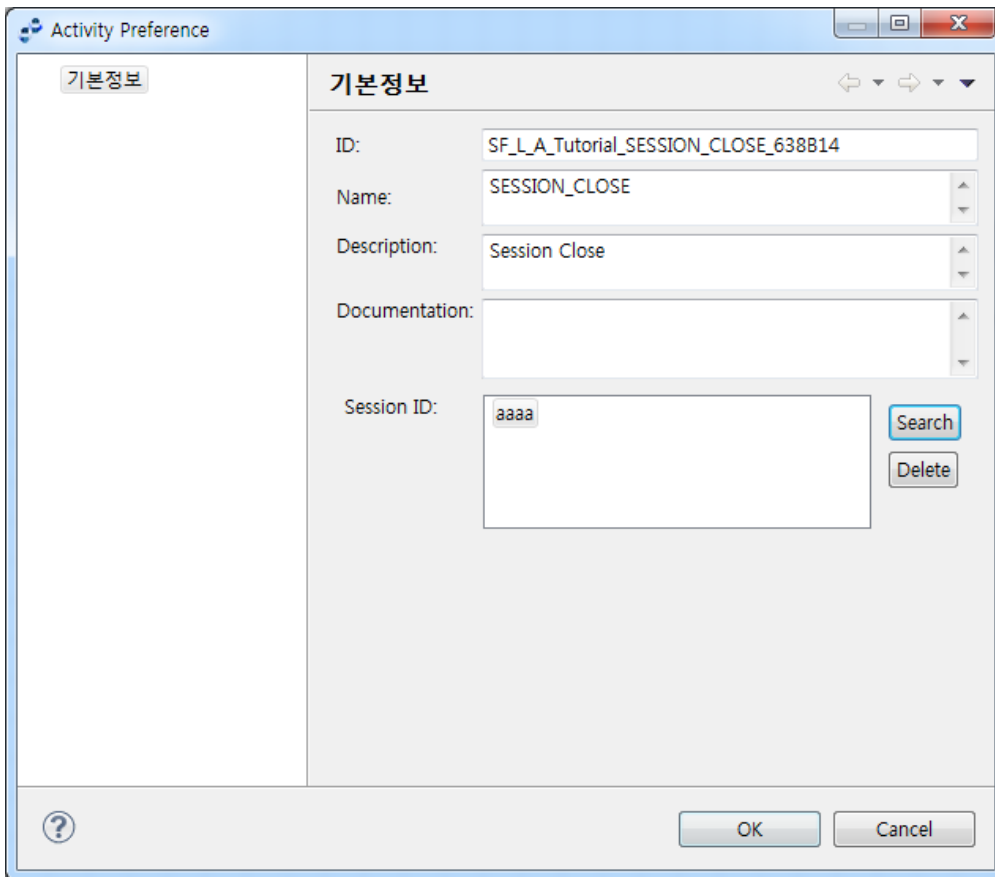 Activity Preference
기본정보
기본정보
ID: SF_L_A_Tutorial_SESSION_CLOSE_638B14
Name: SESSION_CLOSE
Description: Session Close
Documentation:
Session ID: aaaa
Search
Delete
?
OK Cancel